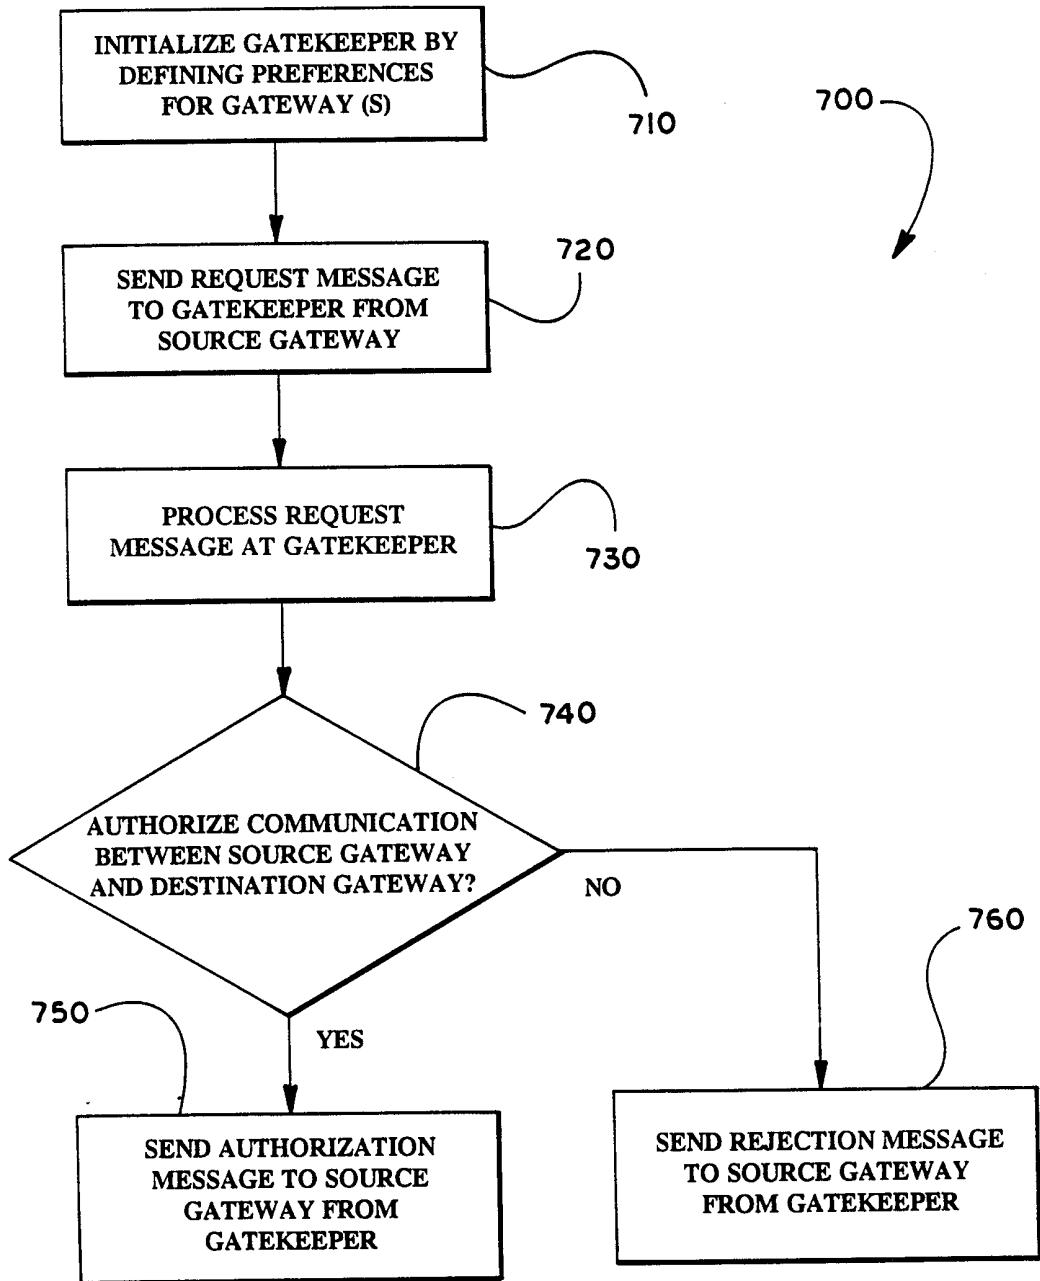 INITIALIZE GATEKEEPER BY
DEFINING PREFERENCES
FOR GATEWAY (S)
710
700
SEND REQUEST MESSAGE
TO GATEKEEPER FROM
SOURCE GATEWAY
720
PROCESS REQUEST
MESSAGE AT GATEKEEPER
730
740
AUTHORIZE COMMUNICATION
BETWEEN SOURCE GATEWAY
AND DESTINATION GATEWAY?
NO
YES
750
SEND AUTHORIZATION
MESSAGE TO SOURCE
GATEWAY FROM
GATEKEEPER
760
SEND REJECTION MESSAGE
TO SOURCE GATEWAY
FROM GATEKEEPER